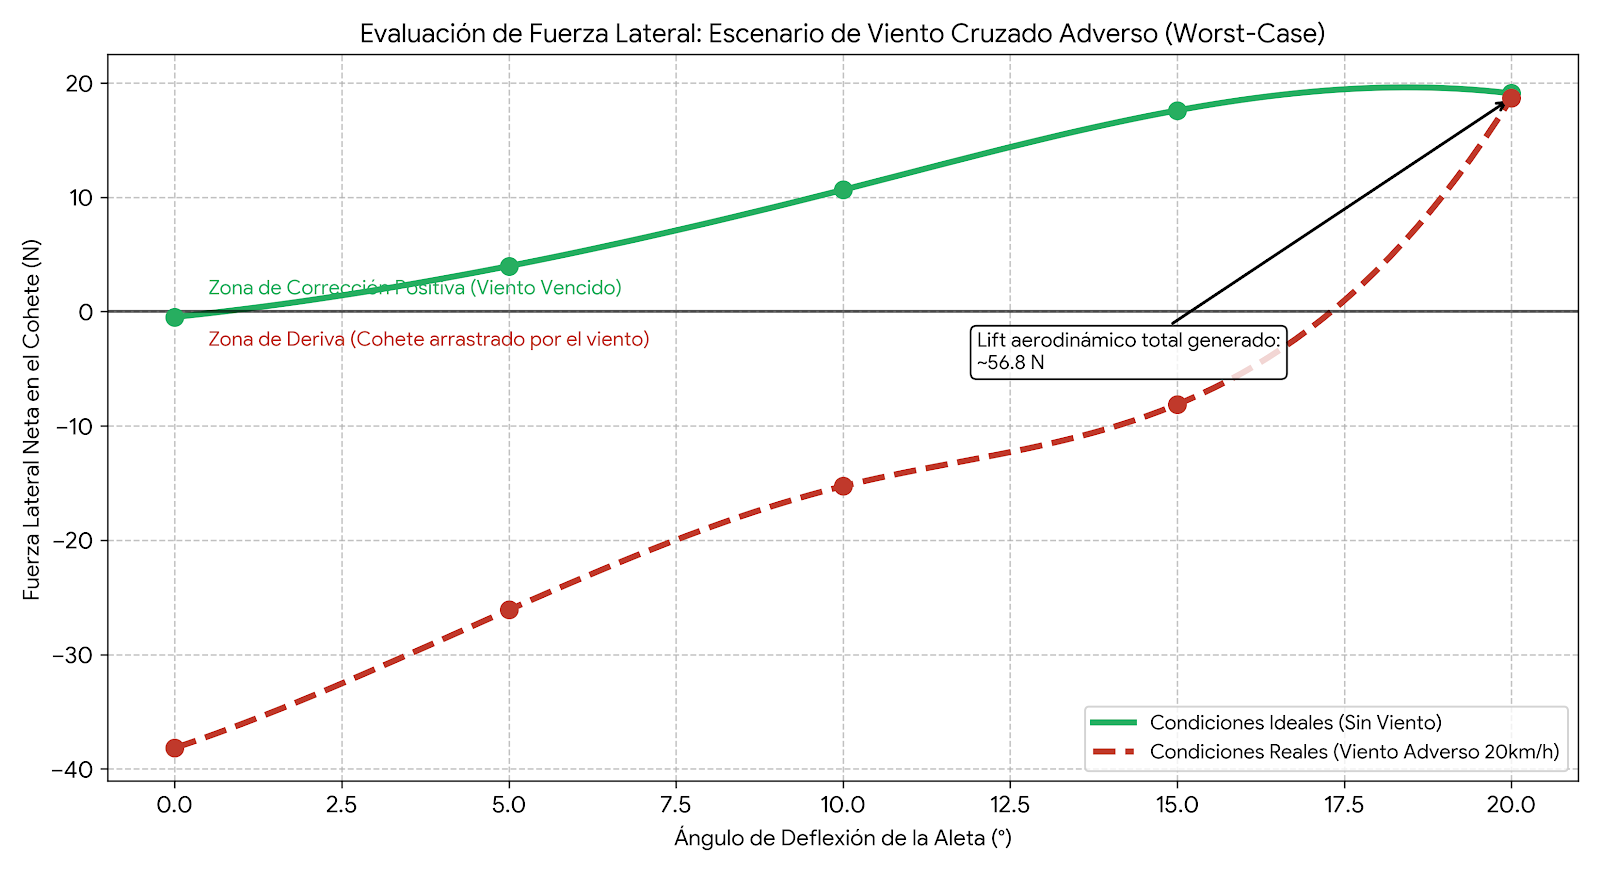 Evaluación de Fuerza Lateral: Escenario de Viento Cruzado Adverso (Worst-Case)
Fuerza Lateral Neta en el Cohete (N)
20
10
0
−10
−20
−30
−40
Zona de Corrección Positiva (Viento Vencido)
Zona de Deriva (Cohete arrastrado por el viento)
Lift aerodinámico total generado:
~56.8 N
Condiciones Ideales (Sin Viento)
Condiciones Reales (Viento Adverso 20km/h)
0.0 2.5 5.0 7.5 10.0 12.5 15.0 17.5 20.0
Ángulo de Deflexión de la Aleta (°)